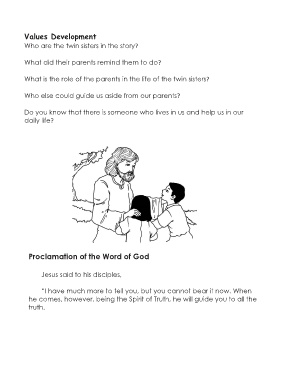 Values Development
Who are the twin sisters in the story?
What did their parents remind them to do?
What is the role of the parents in the life of the twin sisters?
Who else could guide us aside from our parents?
Do you know that there is someone who lives in us and help us in our
daily life?
Proclamation of the Word of God
Jesus said to his disciples,
"I have much more to tell you, but you cannot bear it now. When
he comes, however, being the Spirit of Truth, he will guide you to all the
truth.